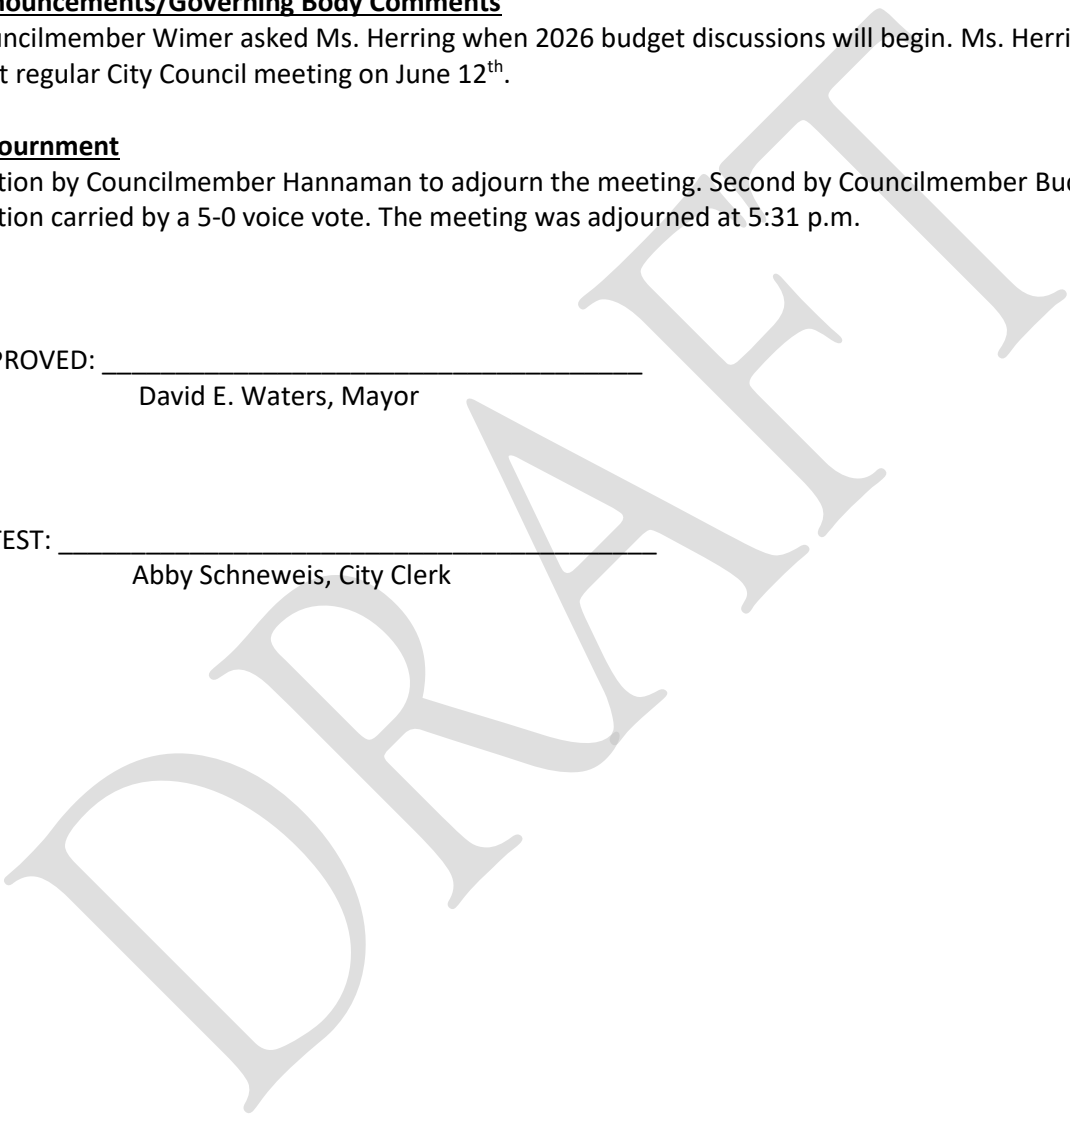 nouncements/Governing Body Comments
uncilmember Wimer asked Ms. Herring when 2026 budget discussions will begin. Ms. Herri
t regular City Council meeting on June 12th.
ournment
tion by Councilmember Hannaman to adjourn the meeting. Second by Councilmember Bu
tion carried by a 5-0 voice vote. The meeting was adjourned at 5:31 p.m.
PROVED: ______________________________________
David E. Waters, Mayor
TEST: __________________________________________
Abby Schneweis, City Clerk
DRAFT